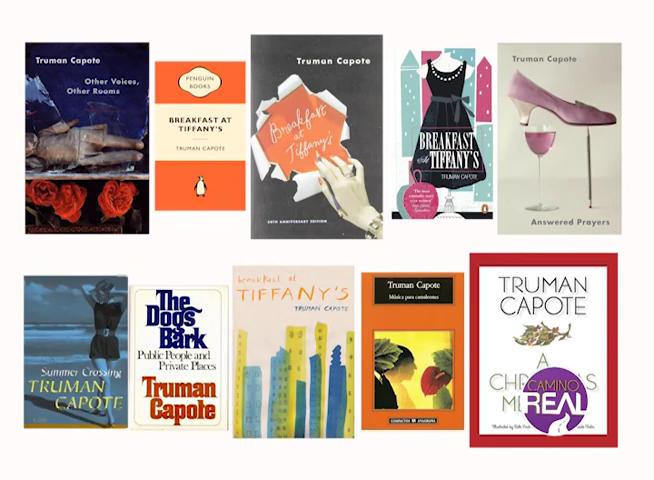 Truman Capote
Other Voices,
Other Rooms
PENGUIN
BOOKS
BREAKFAST AT
TIFFANY'S
TRUMAN CAPOTE
Truman Capote
Breakfast
at
Tiffany's
50TH ANNIVERSARY EDITION
BREAKFAST
At TIFFANY'S
TRUMAN CAPOTE
Truman Capote
Answered Prayers
Summer Crossing
TRUMAN
CAPOTE
The
Dogs
Bark
Public People and
Private Places
Truman
Capote
breakfast at
TIFFANY'S
TRUMAN CAPOTE
Truman Capote
Música para camaleones
COMPACTOS ANAGRAMA
TRUMAN
CAPOTE
A
CAMINO
REAL